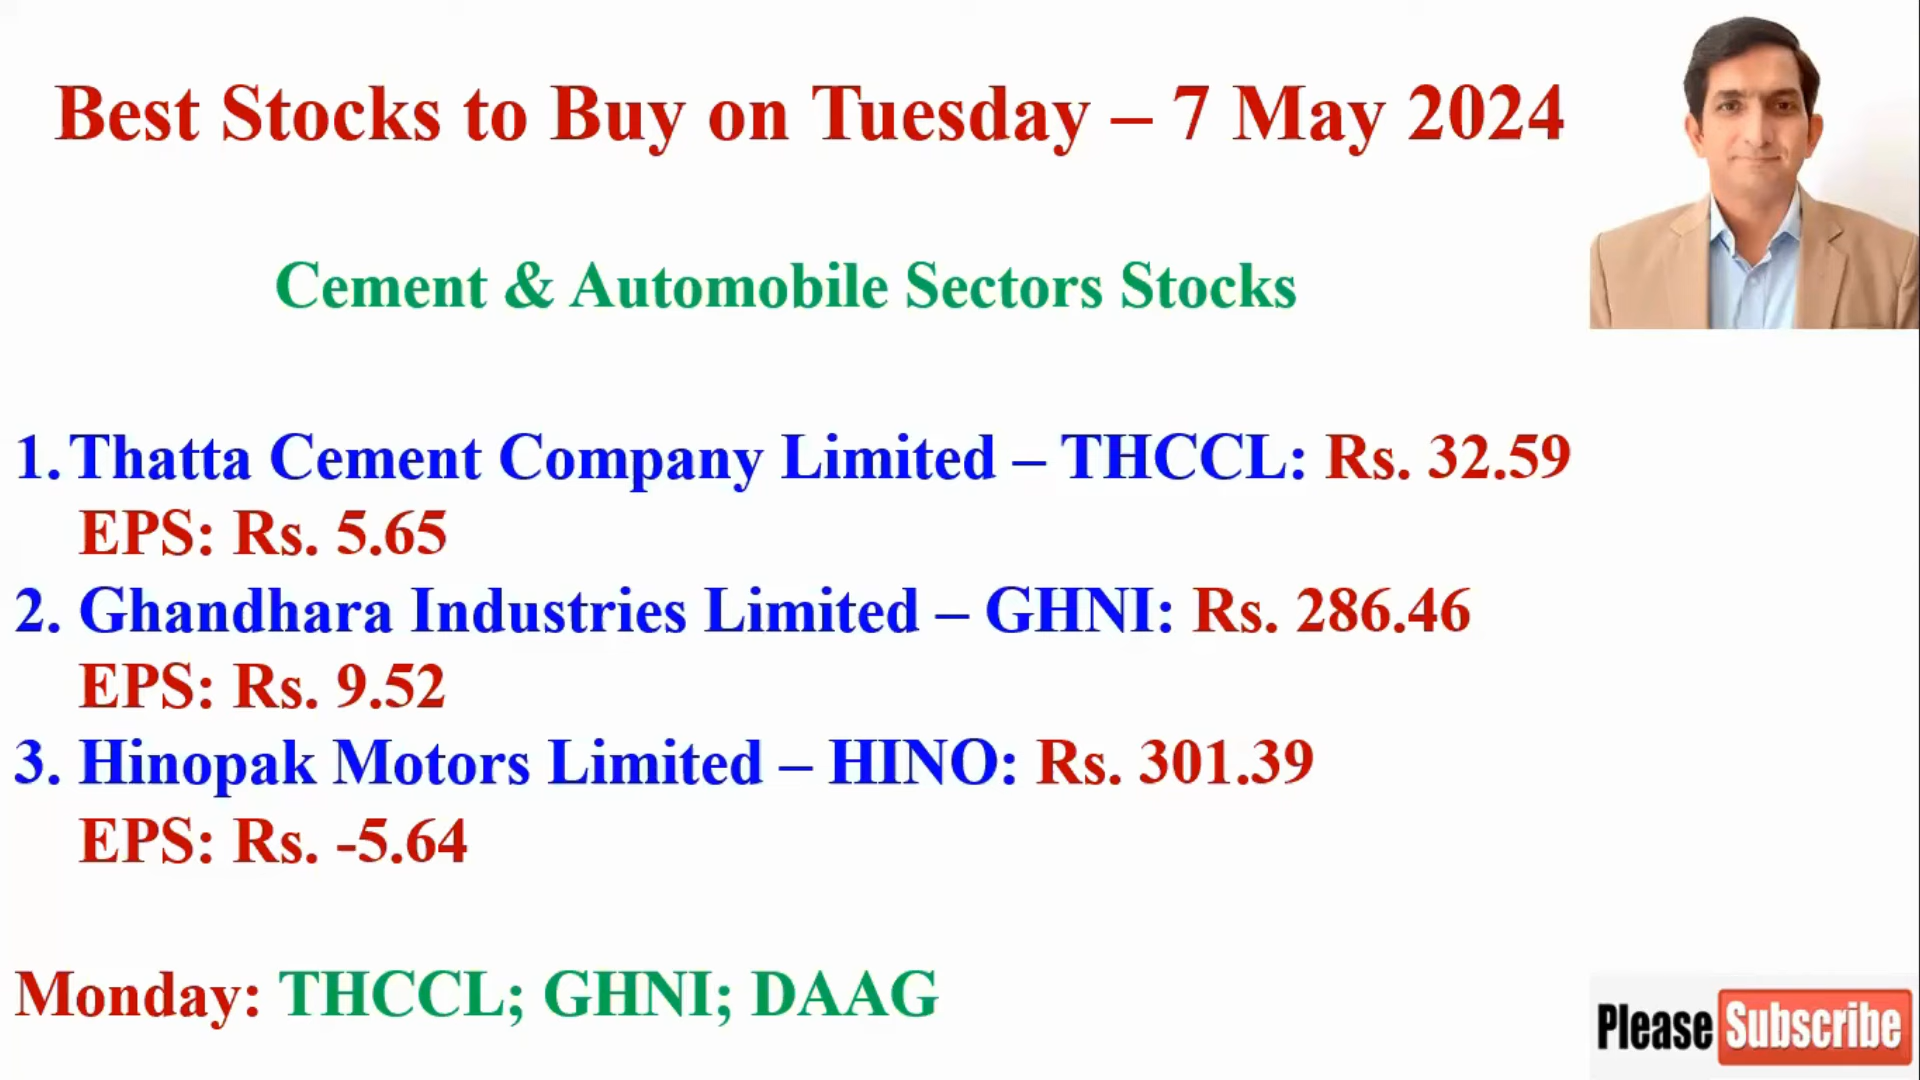 Best Stocks to Buy on Tuesday – 7 May 2024
Cement & Automobile Sectors Stocks
1. Thatta Cement Company Limited – THCCL: Rs. 32.59
EPS: Rs. 5.65
2. Ghandhara Industries Limited – GHNI: Rs. 286.46
EPS: Rs. 9.52
3. Hinopak Motors Limited – HINO: Rs. 301.39
EPS: Rs. -5.64
Monday: THCCL; GHNI; DAAG
Please Subscribe